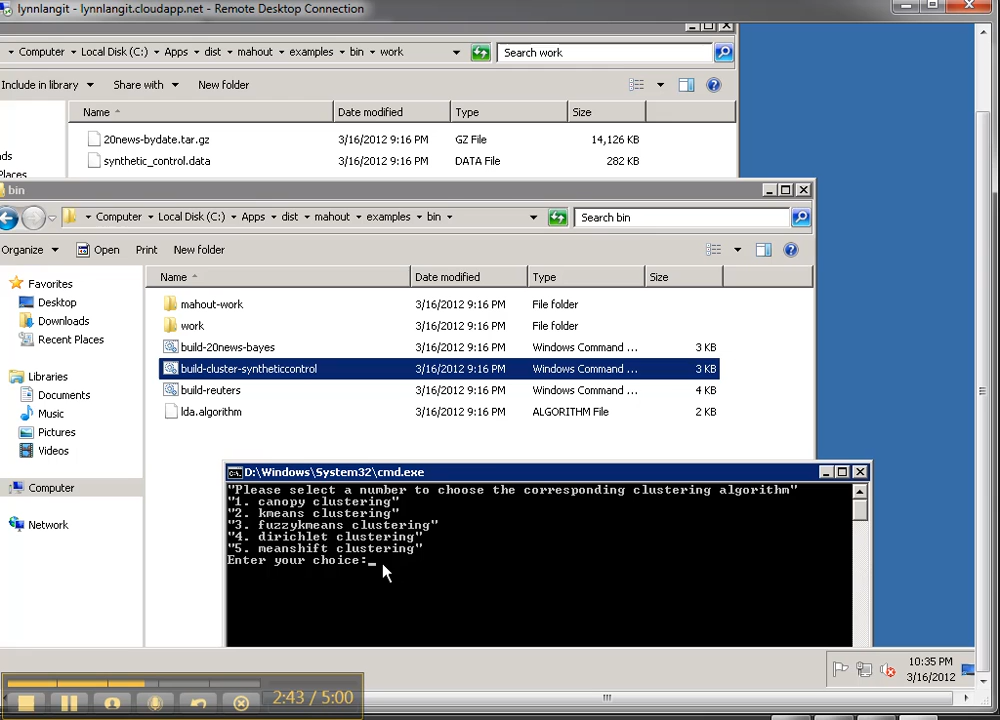 lynnlangit - lynnlangit.cloudapp.net - Remote Desktop Connection
Computer Local Disk (C:) Apps dist mahout examples bin work Search work
Include in library Share with New folder
Name Date modified Type Size
20news-bydate.tar.gz 3/16/2012 9:16 PM GZ File 14,126 KB
synthetic_control.data 3/16/2012 9:16 PM DATA File 282 KB
ds
Places
bin
Computer Local Disk (C:) Apps dist mahout examples bin Search bin
Organize Open Print New folder
Name Date modified Type Size
Favorites
Desktop
Downloads
Recent Places
Libraries
Documents
Music
Pictures
Videos
Computer
Network
mahout-work 3/16/2012 9:16 PM File folder
work 3/16/2012 9:16 PM File folder
build-20news-bayes 3/16/2012 9:16 PM Windows Command ... 3 KB
build-cluster-syntheticcontrol 3/16/2012 9:16 PM Windows Command ... 3 KB
build-reuters 3/16/2012 9:16 PM Windows Command ... 4 KB
lda.algorithm 3/16/2012 9:16 PM ALGORITHM File 2 KB
D:\Windows\System32\cmd.exe
"Please select a number to choose the corresponding clustering algorithm"
"1. canopy clustering"
"2. kmeans clustering"
"3. fuzzykmeans clustering"
"4. dirichlet clustering"
"5. meanshift clustering"
Enter your choice:_
10:35 PM
3/16/2012
2:43 / 5:00